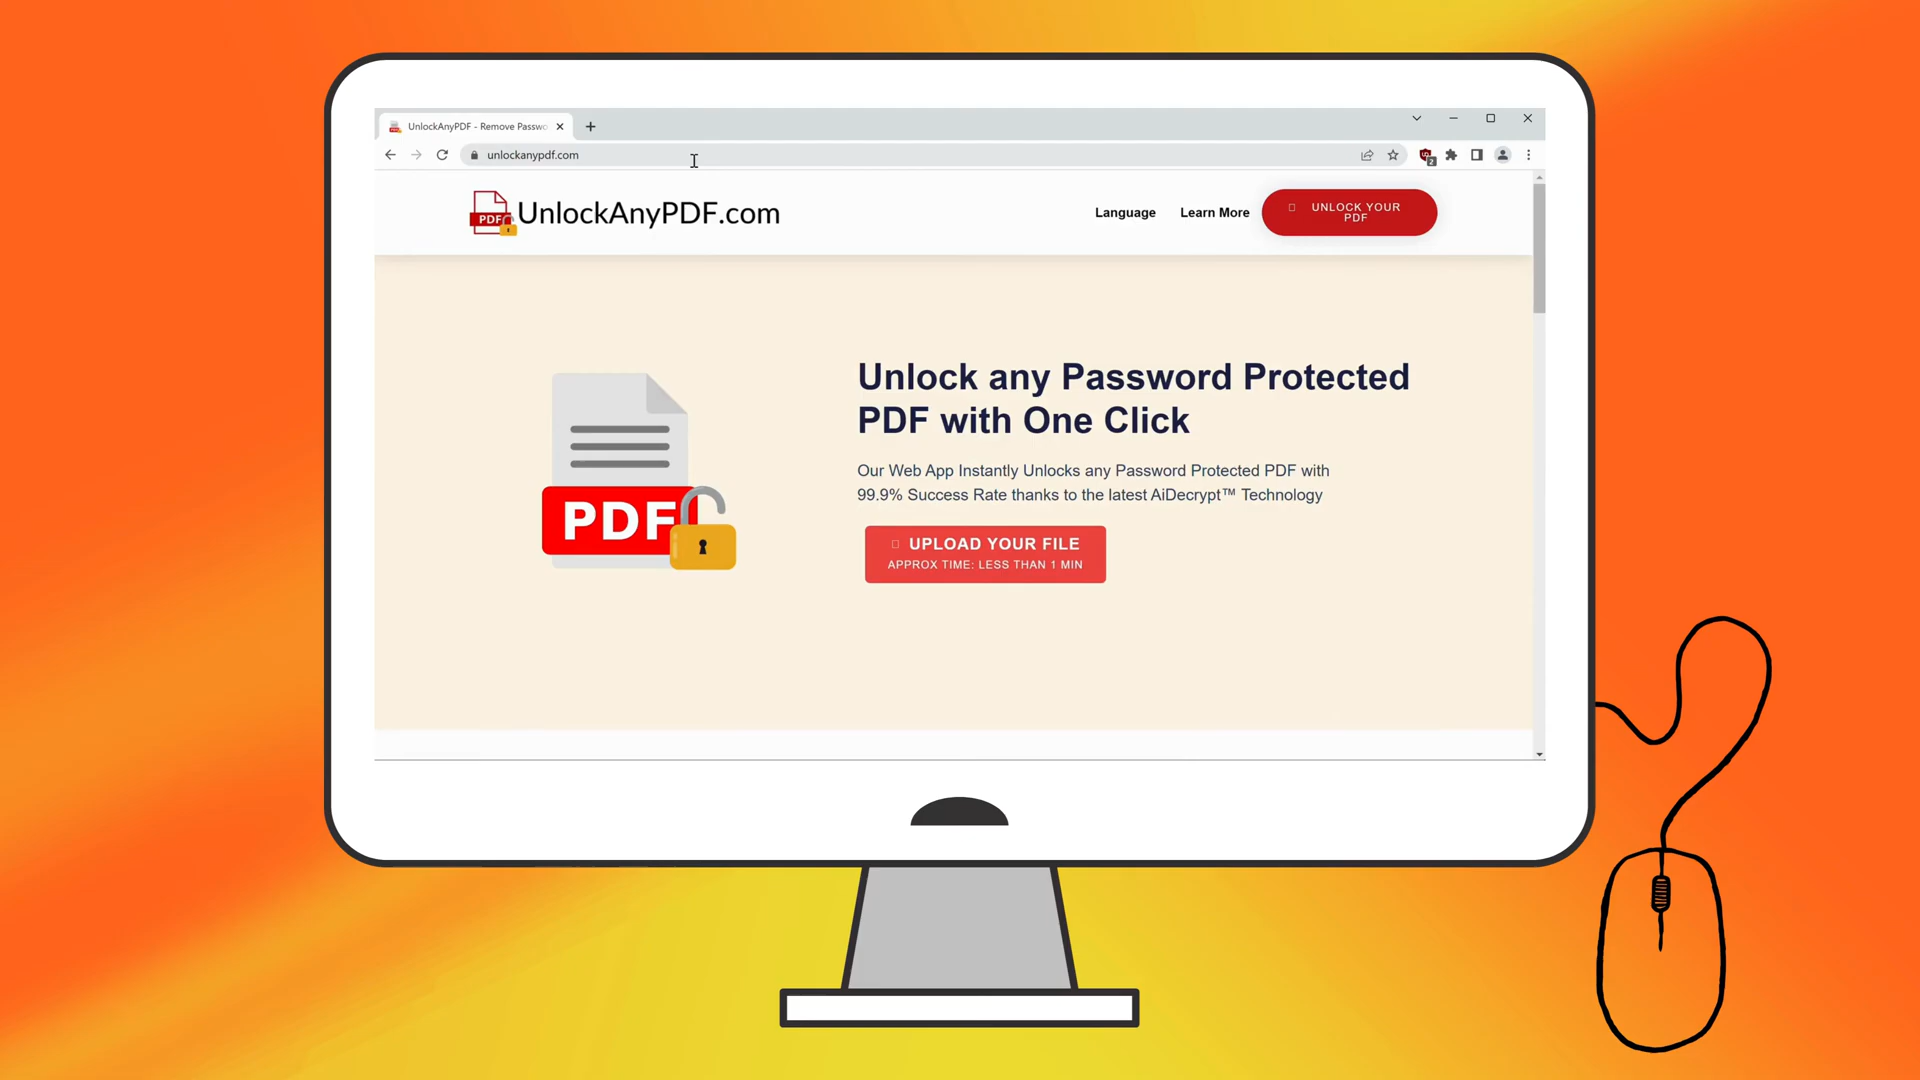 UnlockAnyPDF - Remove Passwo
unlockanypdf.com
2
PDF
UnlockAnyPDF.com
Language
Learn More
UNLOCK YOUR
PDF
Unlock any Password Protected
PDF with One Click
Our Web App Instantly Unlocks any Password Protected PDF with
99.9% Success Rate thanks to the latest AiDecrypt™ Technology
PDF
UPLOAD YOUR FILE
APPROX TIME: LESS THAN 1 MIN